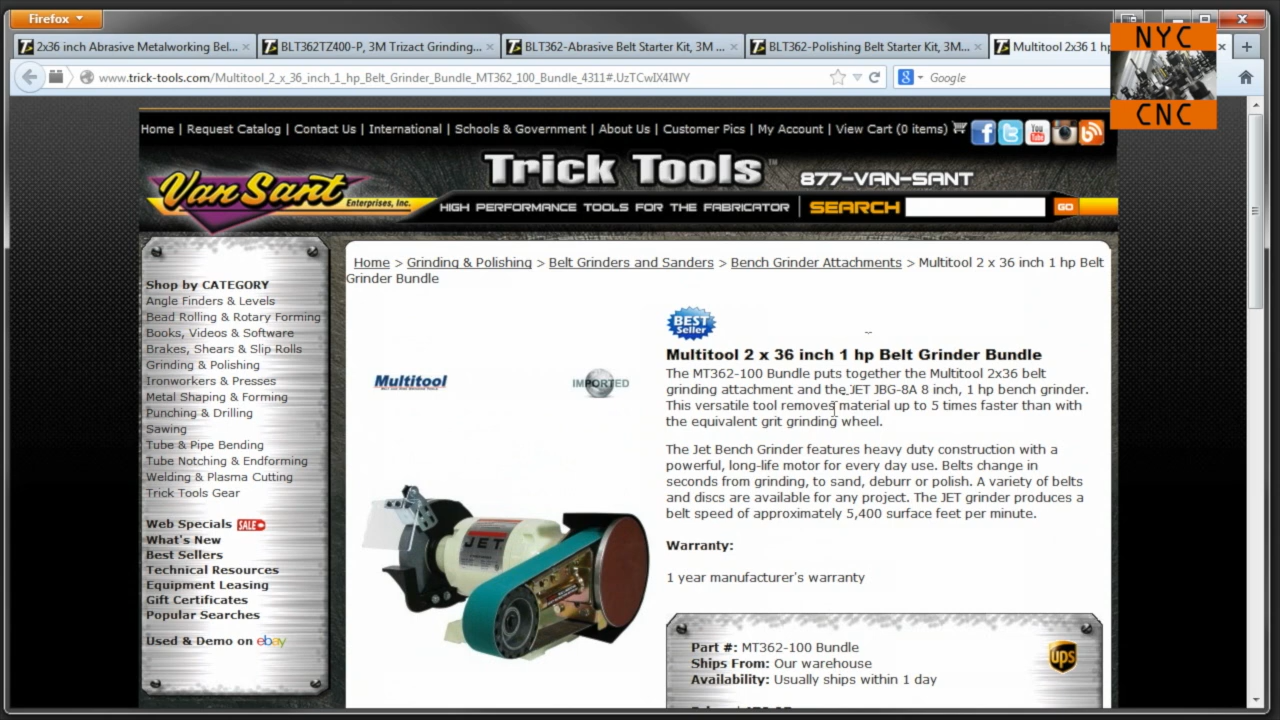 Firefox
2x36 inch Abrasive Metalworking Bel...
BLT362TZ400-P, 3M Trizact Grinding...
BLT362-Abrasive Belt Starter Kit, 3M ...
BLT362-Polishing Belt Starter Kit, 3M...
Multitool 2x36 1 hp
NYC
CNC
www.trick-tools.com/Multitool_2_x_36_inch_1_hp_Belt_Grinder_Bundle_MT362_100_Bundle_4311#.UzTCwIX4IWY
Google
Home | Request Catalog | Contact Us | International | Schools & Government | About Us | Customer Pics | My Account | View Cart (0 items)
You
Tube
Van Sant
Enterprises, Inc.
Trick Tools™
877-VAN-SANT
HIGH PERFORMANCE TOOLS FOR THE FABRICATOR
SEARCH
GO
Shop by CATEGORY
Angle Finders & Levels
Bead Rolling & Rotary Forming
Books, Videos & Software
Brakes, Shears & Slip Rolls
Grinding & Polishing
Ironworkers & Presses
Metal Shaping & Forming
Punching & Drilling
Sawing
Tube & Pipe Bending
Tube Notching & Endforming
Welding & Plasma Cutting
Trick Tools Gear
Web Specials SALE
What's New
Best Sellers
Technical Resources
Equipment Leasing
Gift Certificates
Popular Searches
Used & Demo on ebay
Home > Grinding & Polishing > Belt Grinders and Sanders > Bench Grinder Attachments > Multitool 2 x 36 inch 1 hp Belt
Grinder Bundle
Multitool
IMPORTED
JET
BEST
Seller
Multitool 2 x 36 inch 1 hp Belt Grinder Bundle
The MT362-100 Bundle puts together the Multitool 2x36 belt
grinding attachment and the JET JBG-8A 8 inch, 1 hp bench grinder.
This versatile tool removes material up to 5 times faster than with
the equivalent grit grinding wheel.
The Jet Bench Grinder features heavy duty construction with a
powerful, long-life motor for every day use. Belts change in
seconds from grinding, to sand, deburr or polish. A variety of belts
and discs are available for any project. The JET grinder produces a
belt speed of approximately 5,400 surface feet per minute.
Warranty:
1 year manufacturer's warranty
Part #: MT362-100 Bundle
Ships From: Our warehouse
Availability: Usually ships within 1 day
ups